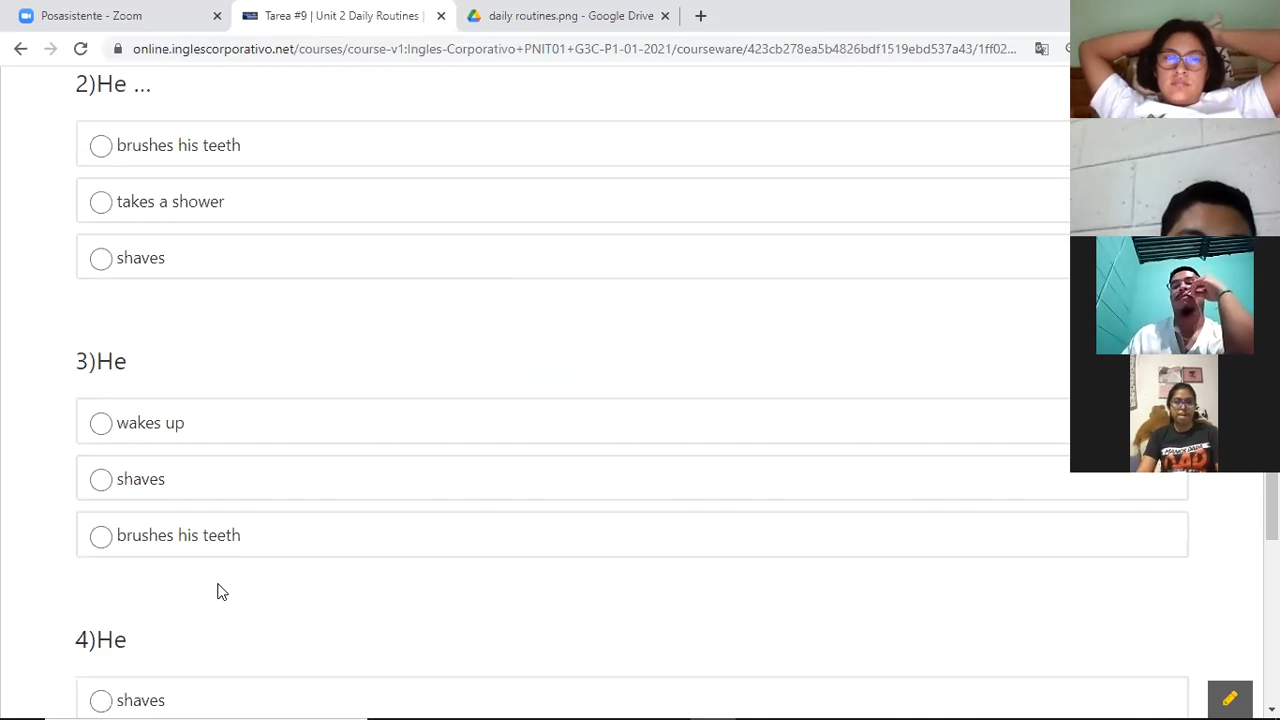 Posasistente - Zoom
Tarea #9 | Unit 2 Daily Routines |
daily routines.png - Google Drive
online.inglescorporativo.net/courses/course-v1:Ingles-Corporativo+PNIT01+G3C-P1-01-2021/courseware/423cb278ea5b4826bdf1519ebd537a43/1ff02...
2)He ...
brushes his teeth
takes a shower
shaves
3)He
wakes up
shaves
brushes his teeth
4)He
shaves